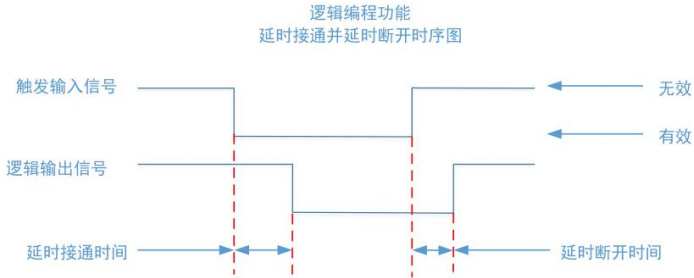 逻辑编程功能
延时接通并延时断开时序图
触发输入信号
无效
有效
逻辑输出信号
延时接通时间
延时断开时间